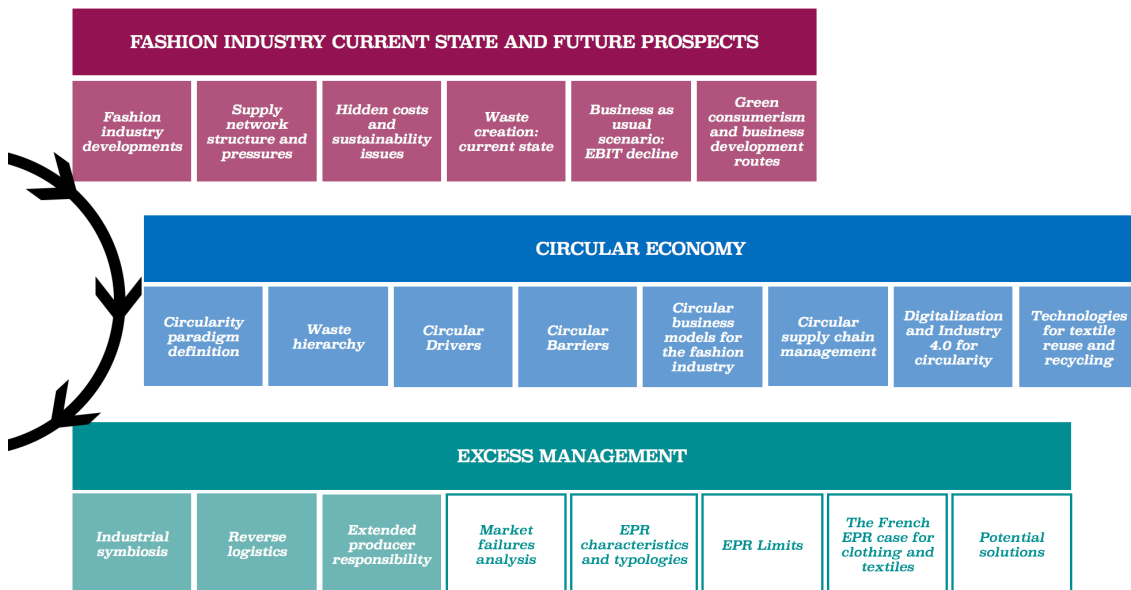 FASHION INDUSTRY CURRENT STATE AND FUTURE PROSPECTS
Fashion
industry
developments
Supply
network
structure and
pressures
Hidden costs
and
sustainability
issues
Waste
creation:
current state
Business as
usual
scenario:
EBIT decline
Green
consumerism
and business
development
routes
CIRCULAR ECONOMY
Circularity
paradigm
definition
Waste
hierarchy
Circular
Drivers
Circular
Barriers
Circular
business
models for
the fashion
industry
Circular
supply chain
management
Digitalization
and Industry
4.0 for
circularity
Technologies
for textile
reuse and
recycling
EXCESS MANAGEMENT
Industrial
symbiosis
Reverse
logistics
Extended
producer
responsibility
Market
failures
analysis
EPR
characteristics
and typologies
EPR Limits
The French
EPR case for
clothing and
textiles
Potential
solutions